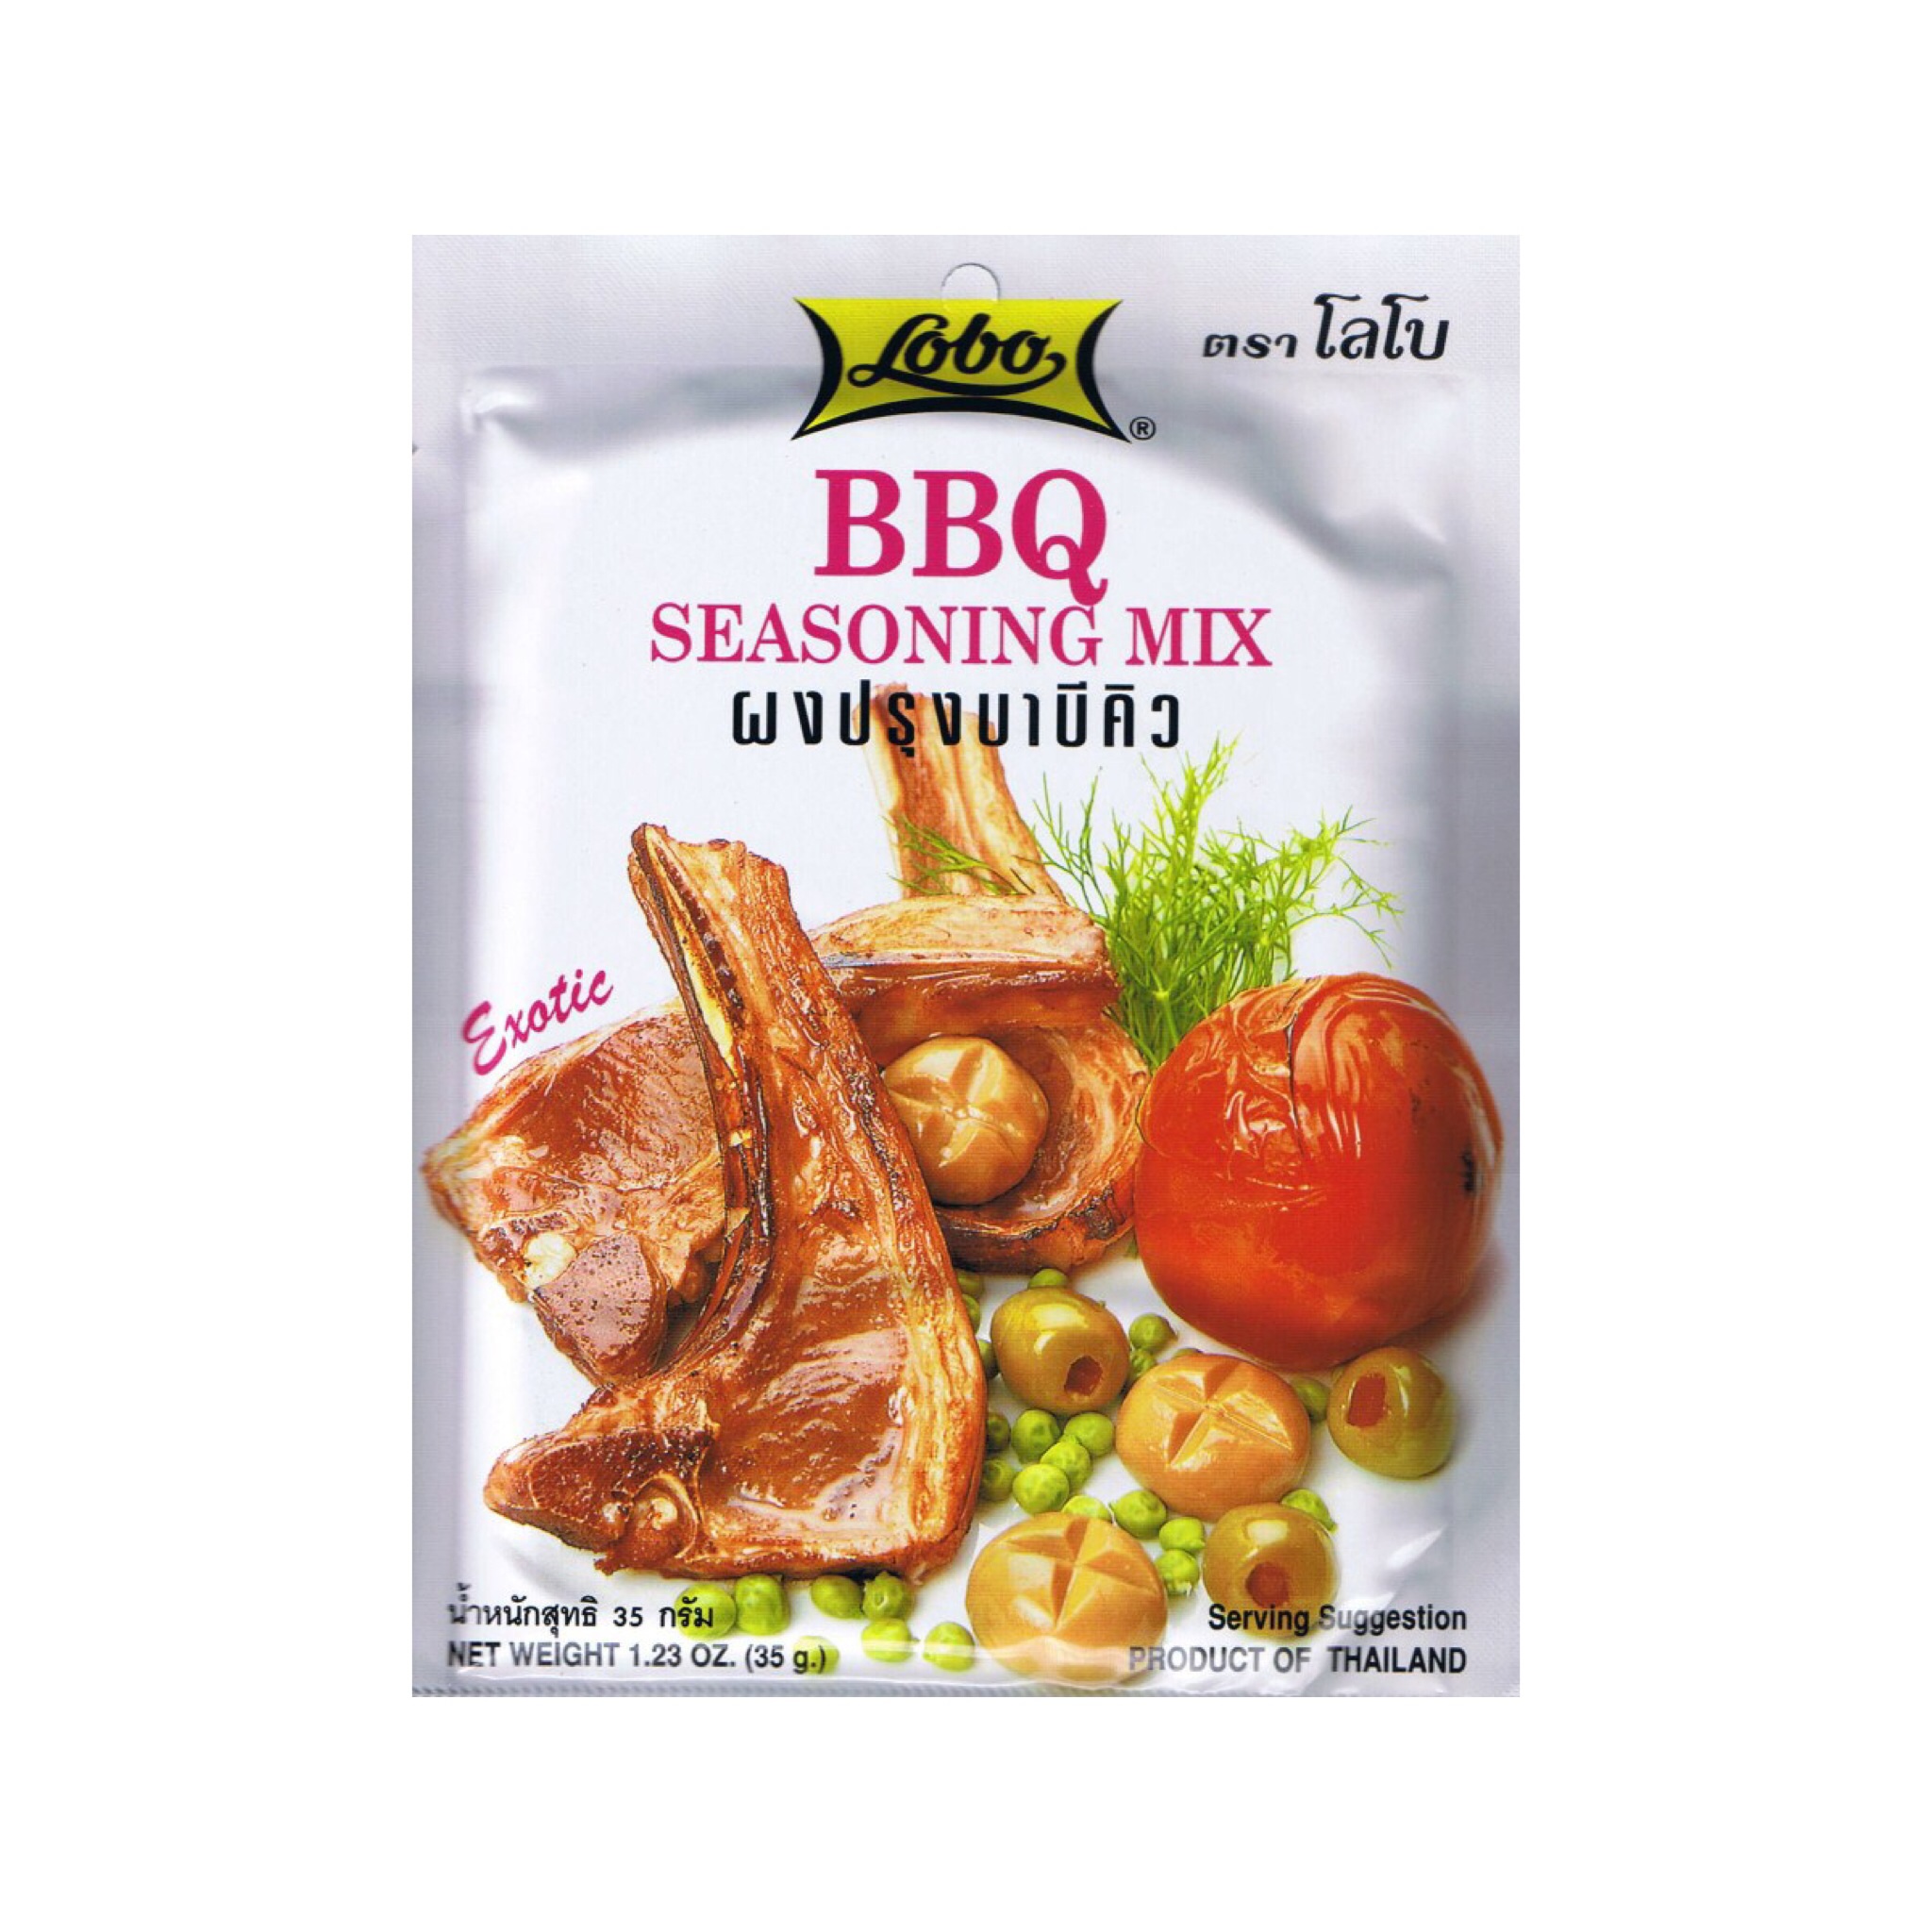 Lobo
®
ตรา โลโบ
BBQ
SEASONING MIX
ผงปรุงบาบีคิว
Exotic
น้ำหนักสุทธิ 35 กรัม
NET WEIGHT 1.23 OZ. (35 g.)
Serving Suggestion
PRODUCT OF THAILAND